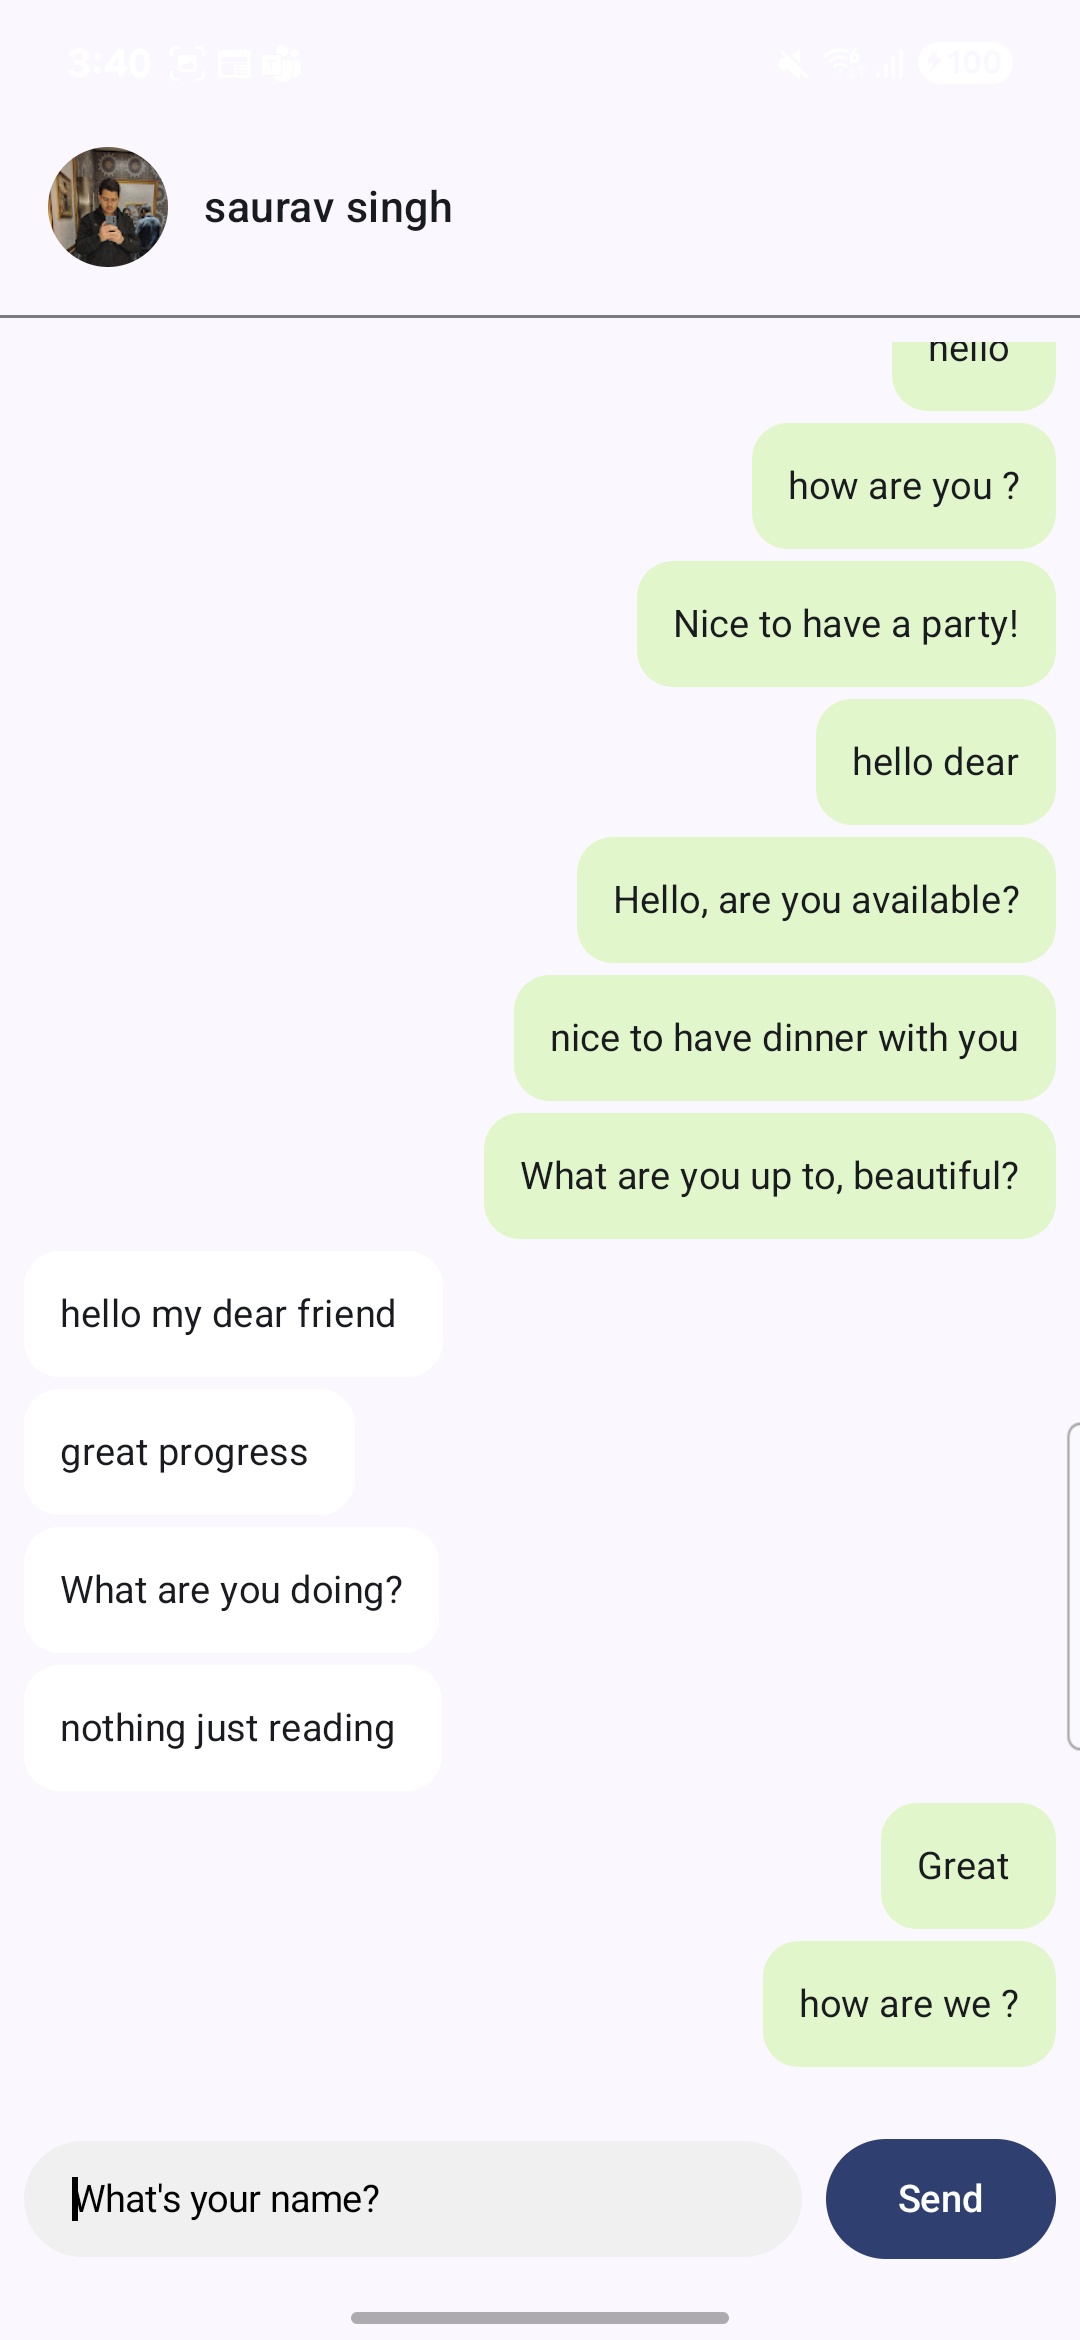 3:40
100
saurav singh
hello
how are you ?
Nice to have a party!
hello dear
Hello, are you available?
nice to have dinner with you
What are you up to, beautiful?
hello my dear friend
great progress
What are you doing?
nothing just reading
Great
how are we ?
What's your name?
Send